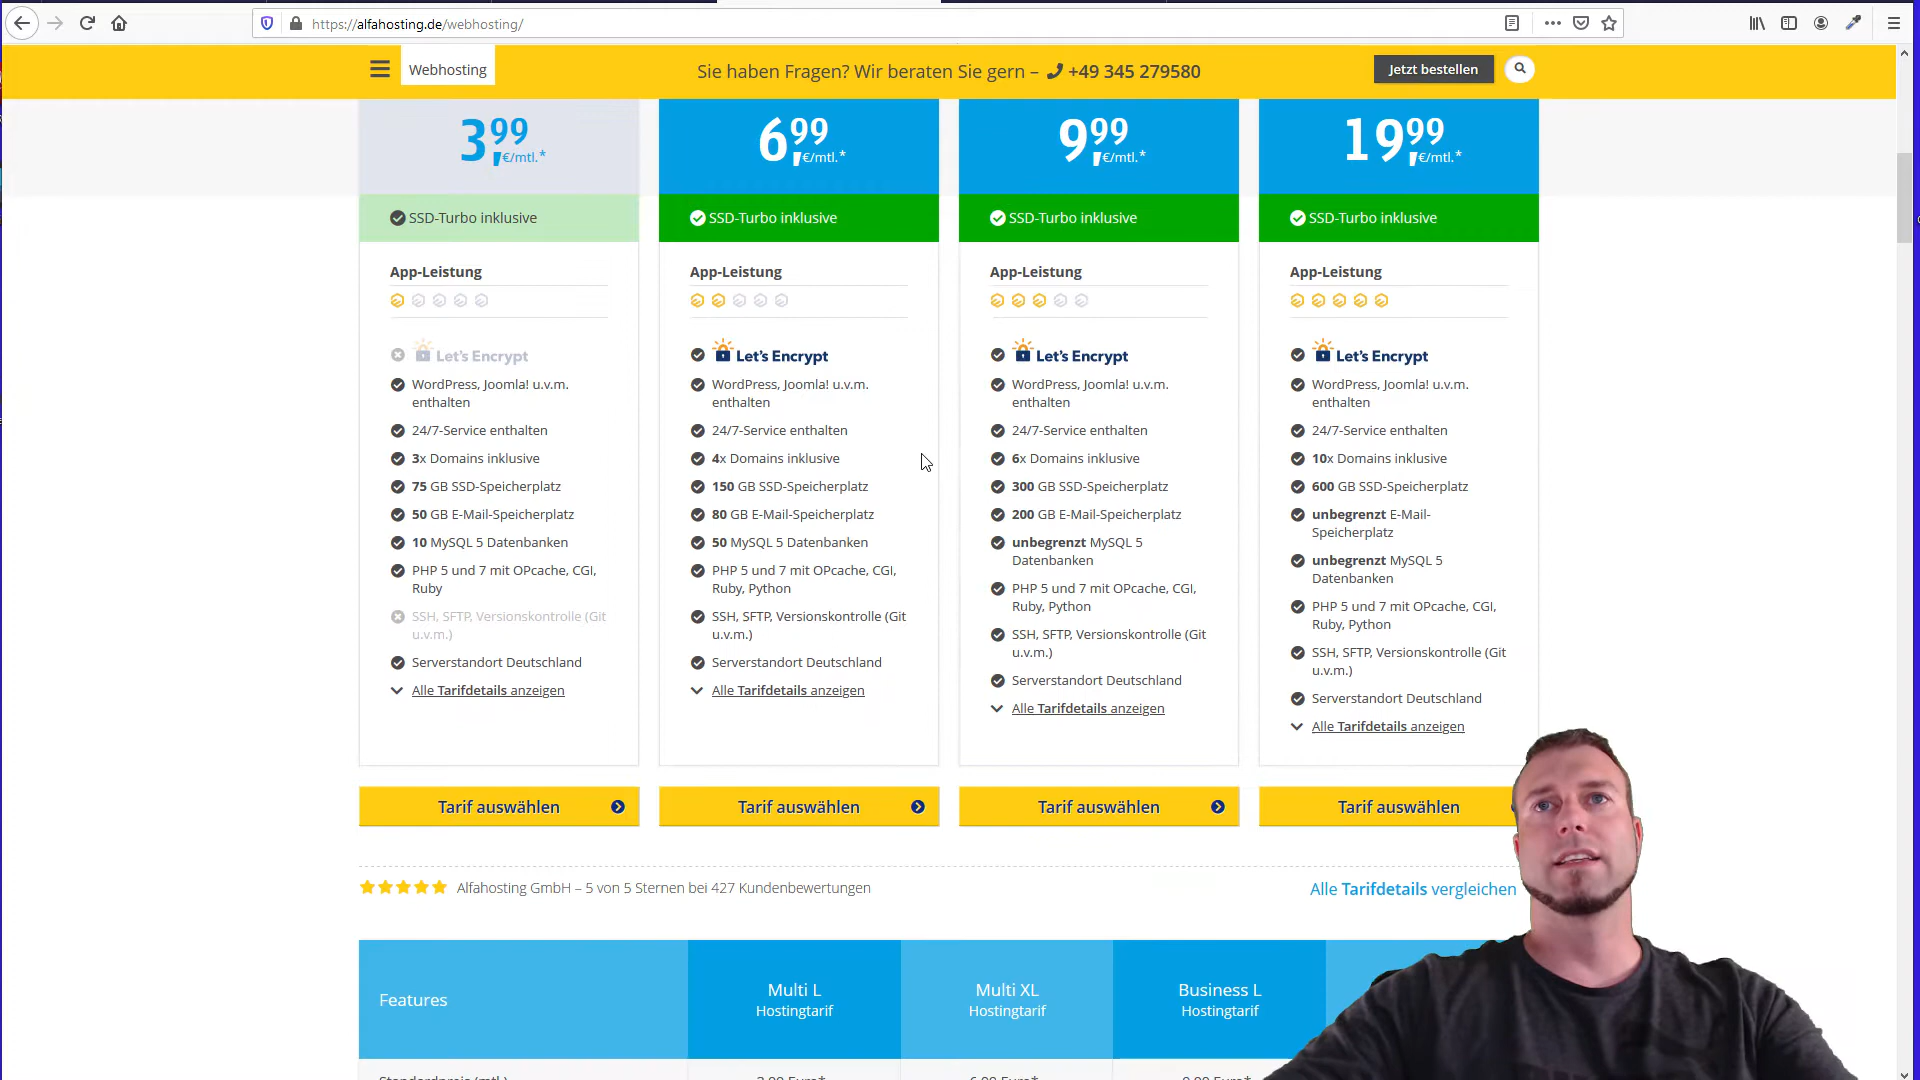 https://alfahosting.de/webhosting/
Webhosting
Sie haben Fragen? Wir beraten Sie gern – +49 345 279580
Jetzt bestellen
3,99 €/mtl.*
SSD-Turbo inklusive
App-Leistung
Let's Encrypt
WordPress, Joomla! u.v.m.
enthalten
24/7-Service enthalten
3x Domains inklusive
75 GB SSD-Speicherplatz
50 GB E-Mail-Speicherplatz
10 MySQL 5 Datenbanken
PHP 5 und 7 mit OPcache, CGI,
Ruby
SSH, SFTP, Versionskontrolle (Git
u.v.m.)
Serverstandort Deutschland
Alle Tarifdetails anzeigen
Tarif auswählen
6,99 €/mtl.*
SSD-Turbo inklusive
App-Leistung
Let's Encrypt
WordPress, Joomla! u.v.m.
enthalten
24/7-Service enthalten
4x Domains inklusive
150 GB SSD-Speicherplatz
80 GB E-Mail-Speicherplatz
50 MySQL 5 Datenbanken
PHP 5 und 7 mit OPcache, CGI,
Ruby, Python
SSH, SFTP, Versionskontrolle (Git
u.v.m.)
Serverstandort Deutschland
Alle Tarifdetails anzeigen
Tarif auswählen
9,99 €/mtl.*
SSD-Turbo inklusive
App-Leistung
Let's Encrypt
WordPress, Joomla! u.v.m.
enthalten
24/7-Service enthalten
6x Domains inklusive
300 GB SSD-Speicherplatz
200 GB E-Mail-Speicherplatz
unbegrenzt MySQL 5
Datenbanken
PHP 5 und 7 mit OPcache, CGI,
Ruby, Python
SSH, SFTP, Versionskontrolle (Git
u.v.m.)
Serverstandort Deutschland
Alle Tarifdetails anzeigen
Tarif auswählen
19,99 €/mtl.*
SSD-Turbo inklusive
App-Leistung
Let's Encrypt
WordPress, Joomla! u.v.m.
enthalten
24/7-Service enthalten
10x Domains inklusive
600 GB SSD-Speicherplatz
unbegrenzt E-Mail-
Speicherplatz
unbegrenzt MySQL 5
Datenbanken
PHP 5 und 7 mit OPcache, CGI,
Ruby, Python
SSH, SFTP, Versionskontrolle (Git
u.v.m.)
Serverstandort Deutschland
Alle Tarifdetails anzeigen
Tarif auswählen
Alfahosting GmbH – 5 von 5 Sternen bei 427 Kundenbewertungen
Alle Tarifdetails vergleichen
Features
Multi L
Hostingtarif
Multi XL
Hostingtarif
Business L
Hostingtarif